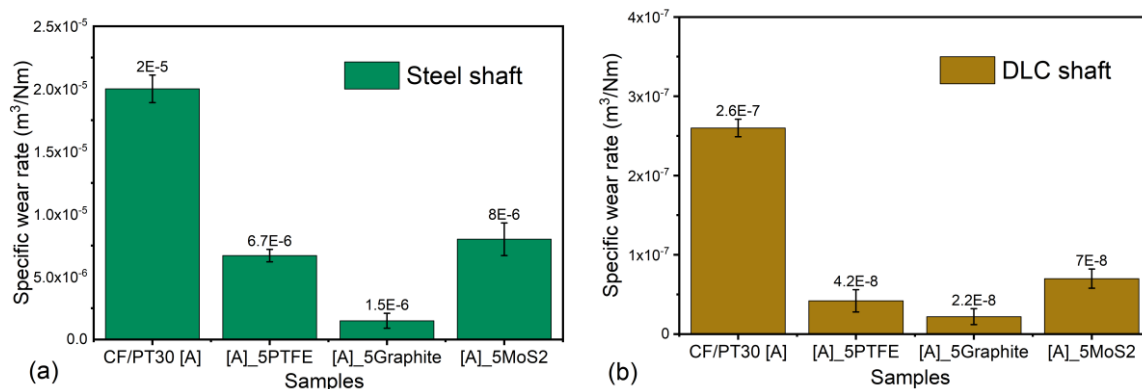 Specific wear rate (m³/Nm)
2.5x10⁻⁵
2.0x10⁻⁵
1.5x10⁻⁵
1.0x10⁻⁵
5.0x10⁻⁶
0.0
2E-5
6.7E-6
1.5E-6
8E-6
Steel shaft
CF/PT30 [A]
[A]_5PTFE
[A]_5Graphite
[A]_5MoS2
Samples
(a)
Specific wear rate (m³/Nm)
4x10⁻⁷
3x10⁻⁷
2x10⁻⁷
1x10⁻⁷
0
2.6E-7
4.2E-8
2.2E-8
7E-8
DLC shaft
CF/PT30 [A]
[A]_5PTFE
[A]_5Graphite
[A]_5MoS2
Samples
(b)